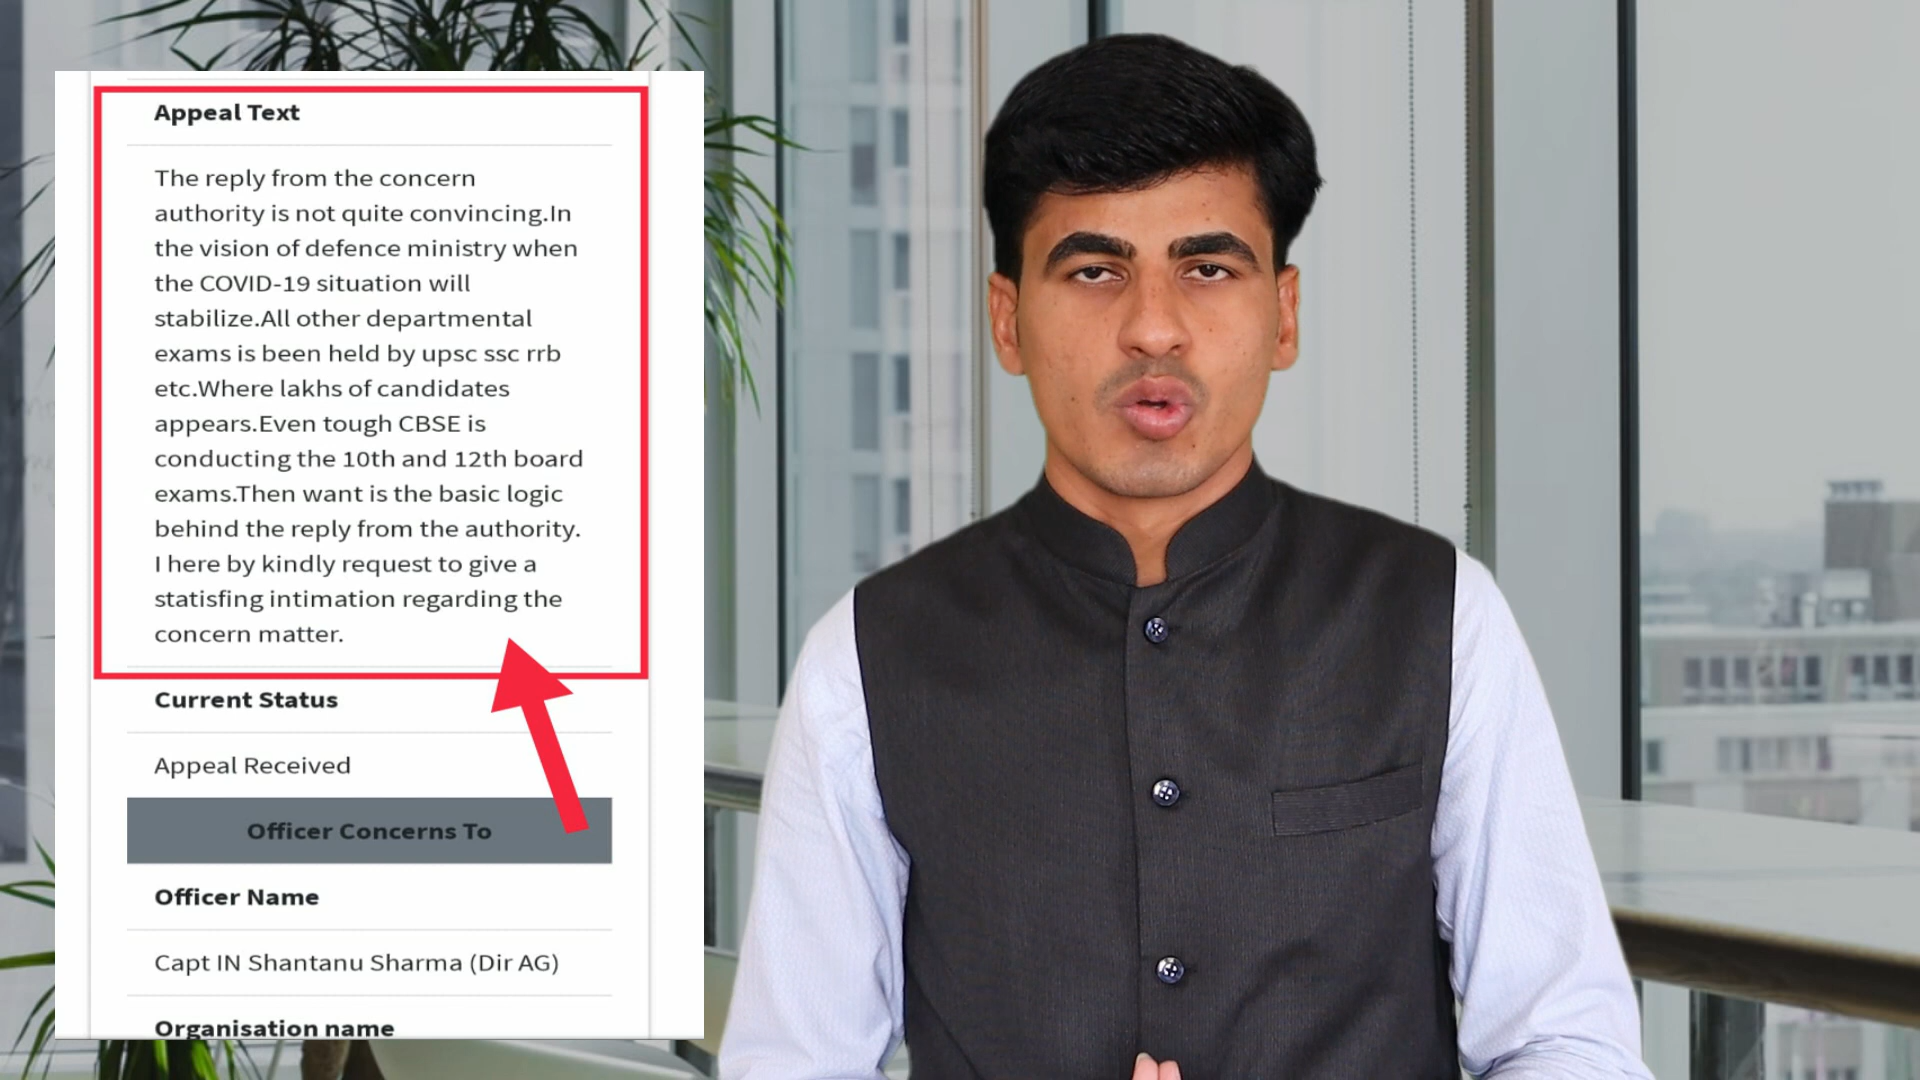 Appeal Text
The reply from the concern
authority is not quite convincing.In
the vision of defence ministry when
the COVID-19 situation will
stabilize.All other departmental
exams is been held by upsc ssc rrb
etc.Where lakhs of candidates
appears.Even tough CBSE is
conducting the 10th and 12th board
exams.Then want is the basic logic
behind the reply from the authority.
I here by kindly request to give a
statisfing intimation regarding the
concern matter.
Current Status
Appeal Received
Officer Concerns To
Officer Name
Capt IN Shantanu Sharma (Dir AG)
Organisation name